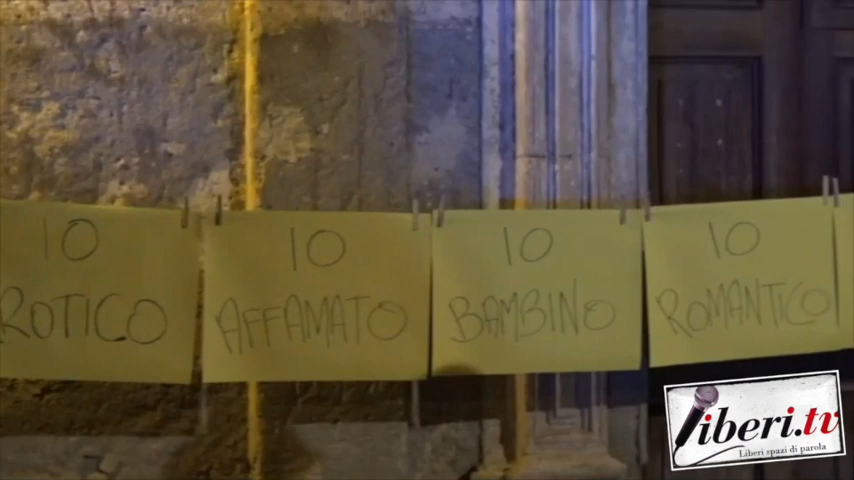 IO
ROTICO
IO
AFFAMATO
IO
BAMBINO
IO
ROMANTICO
liberi.tv
Liberi spazi di parola